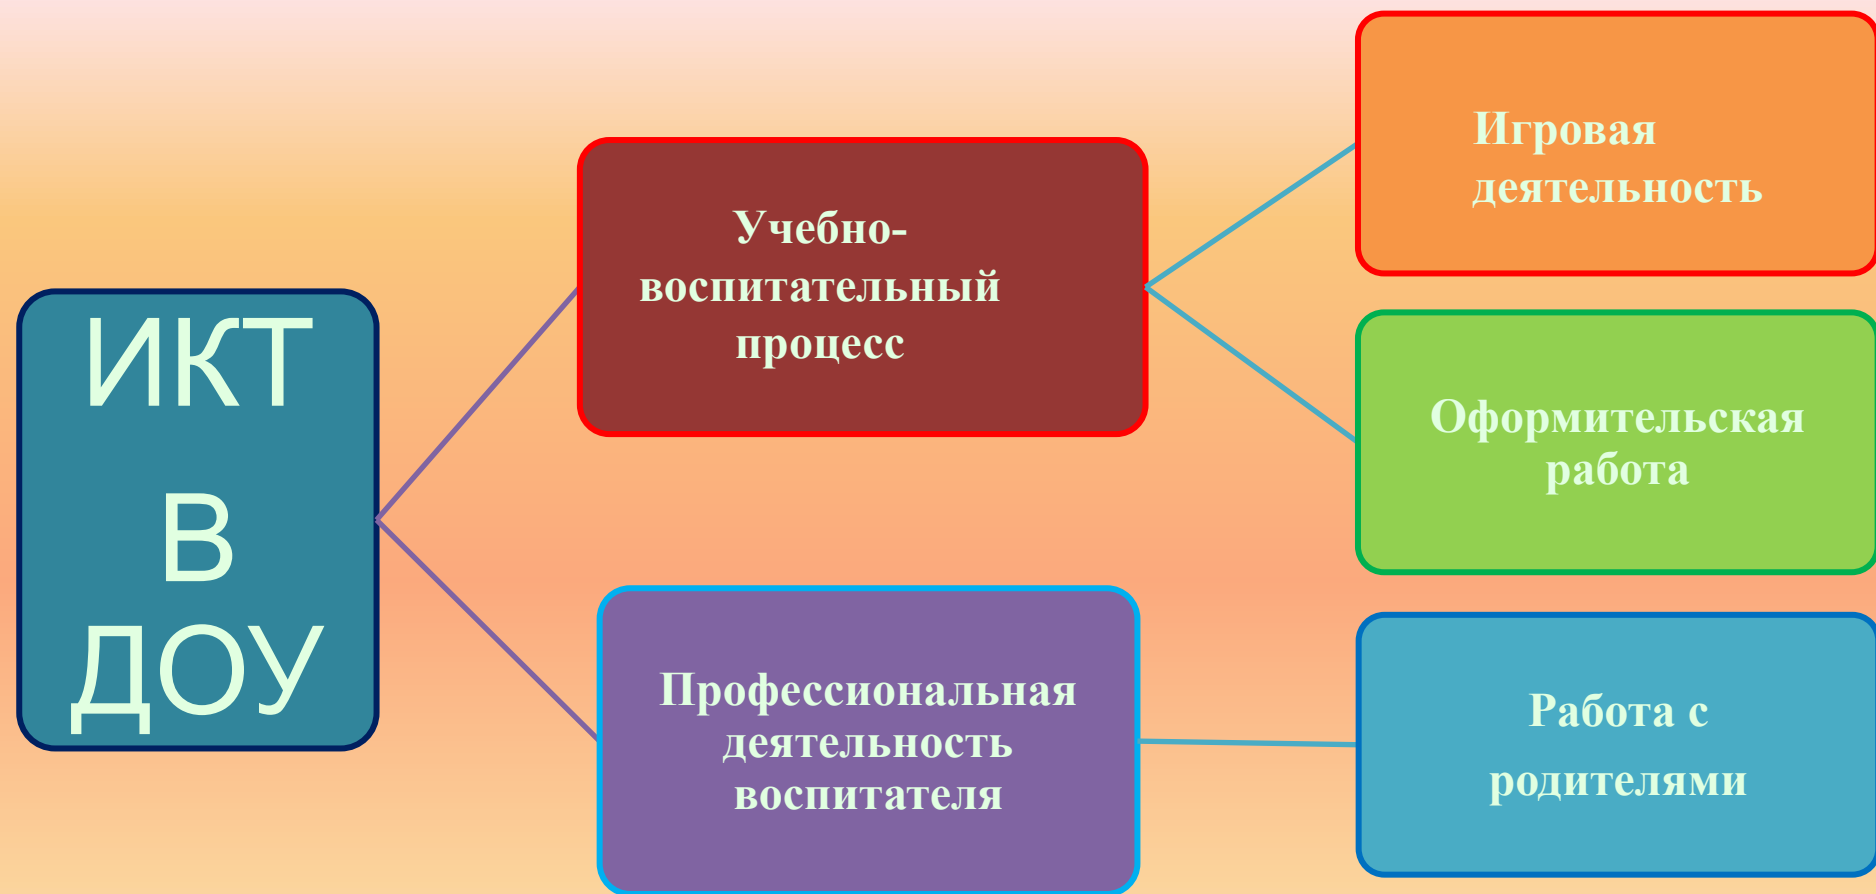 ИКТ
В
ДОУ
Учебно-
воспитательный
процесс
Профессиональная
деятельность
воспитателя
Игровая
деятельность
Оформительская
работа
Работа с
родителями